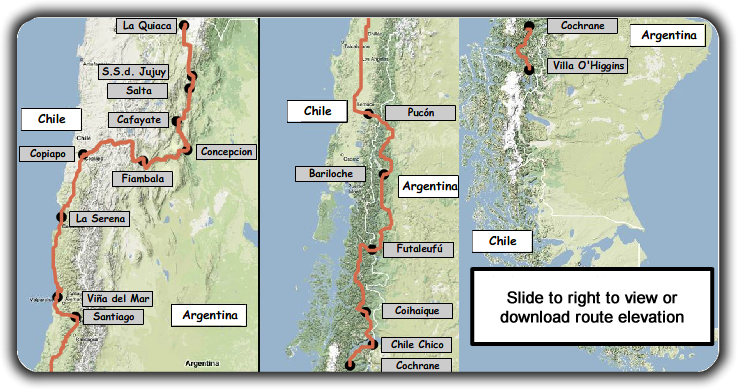 La Quiaca
S.S.d. Jujuy
Salta
Chile
Cafayate
Copiapo
Concepcion
Fiambala
La Serena
Viña del Mar
Santiago
Argentina
Argentina
Chile
Pucón
Bariloche
Argentina
Futaleufú
Coihaique
Chile Chico
Cochrane
Cochrane
Argentina
Villa O'Higgins
Chile
Slide to right to view or
download route elevation